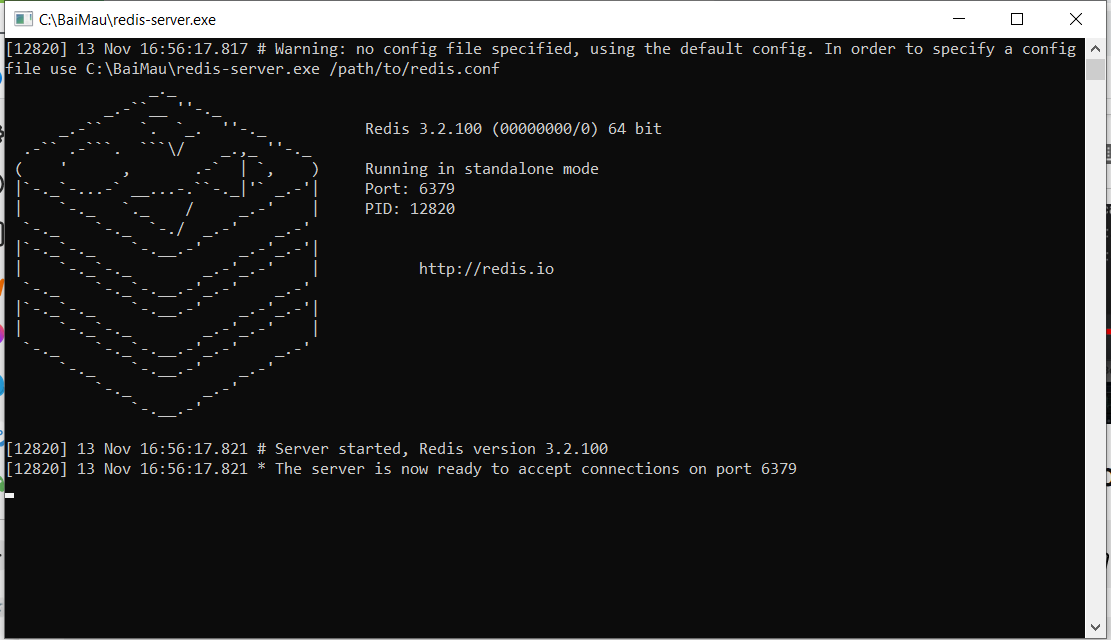 C:\BaiMau\redis-server.exe
[12820] 13 Nov 16:56:17.817 # Warning: no config file specified, using the default config. In order to specify a config
file use C:\BaiMau\redis-server.exe /path/to/redis.conf
Redis 3.2.100 (00000000/0) 64 bit
Running in standalone mode
Port: 6379
PID: 12820
http://redis.io
[12820] 13 Nov 16:56:17.821 # Server started, Redis version 3.2.100
[12820] 13 Nov 16:56:17.821 * The server is now ready to accept connections on port 6379